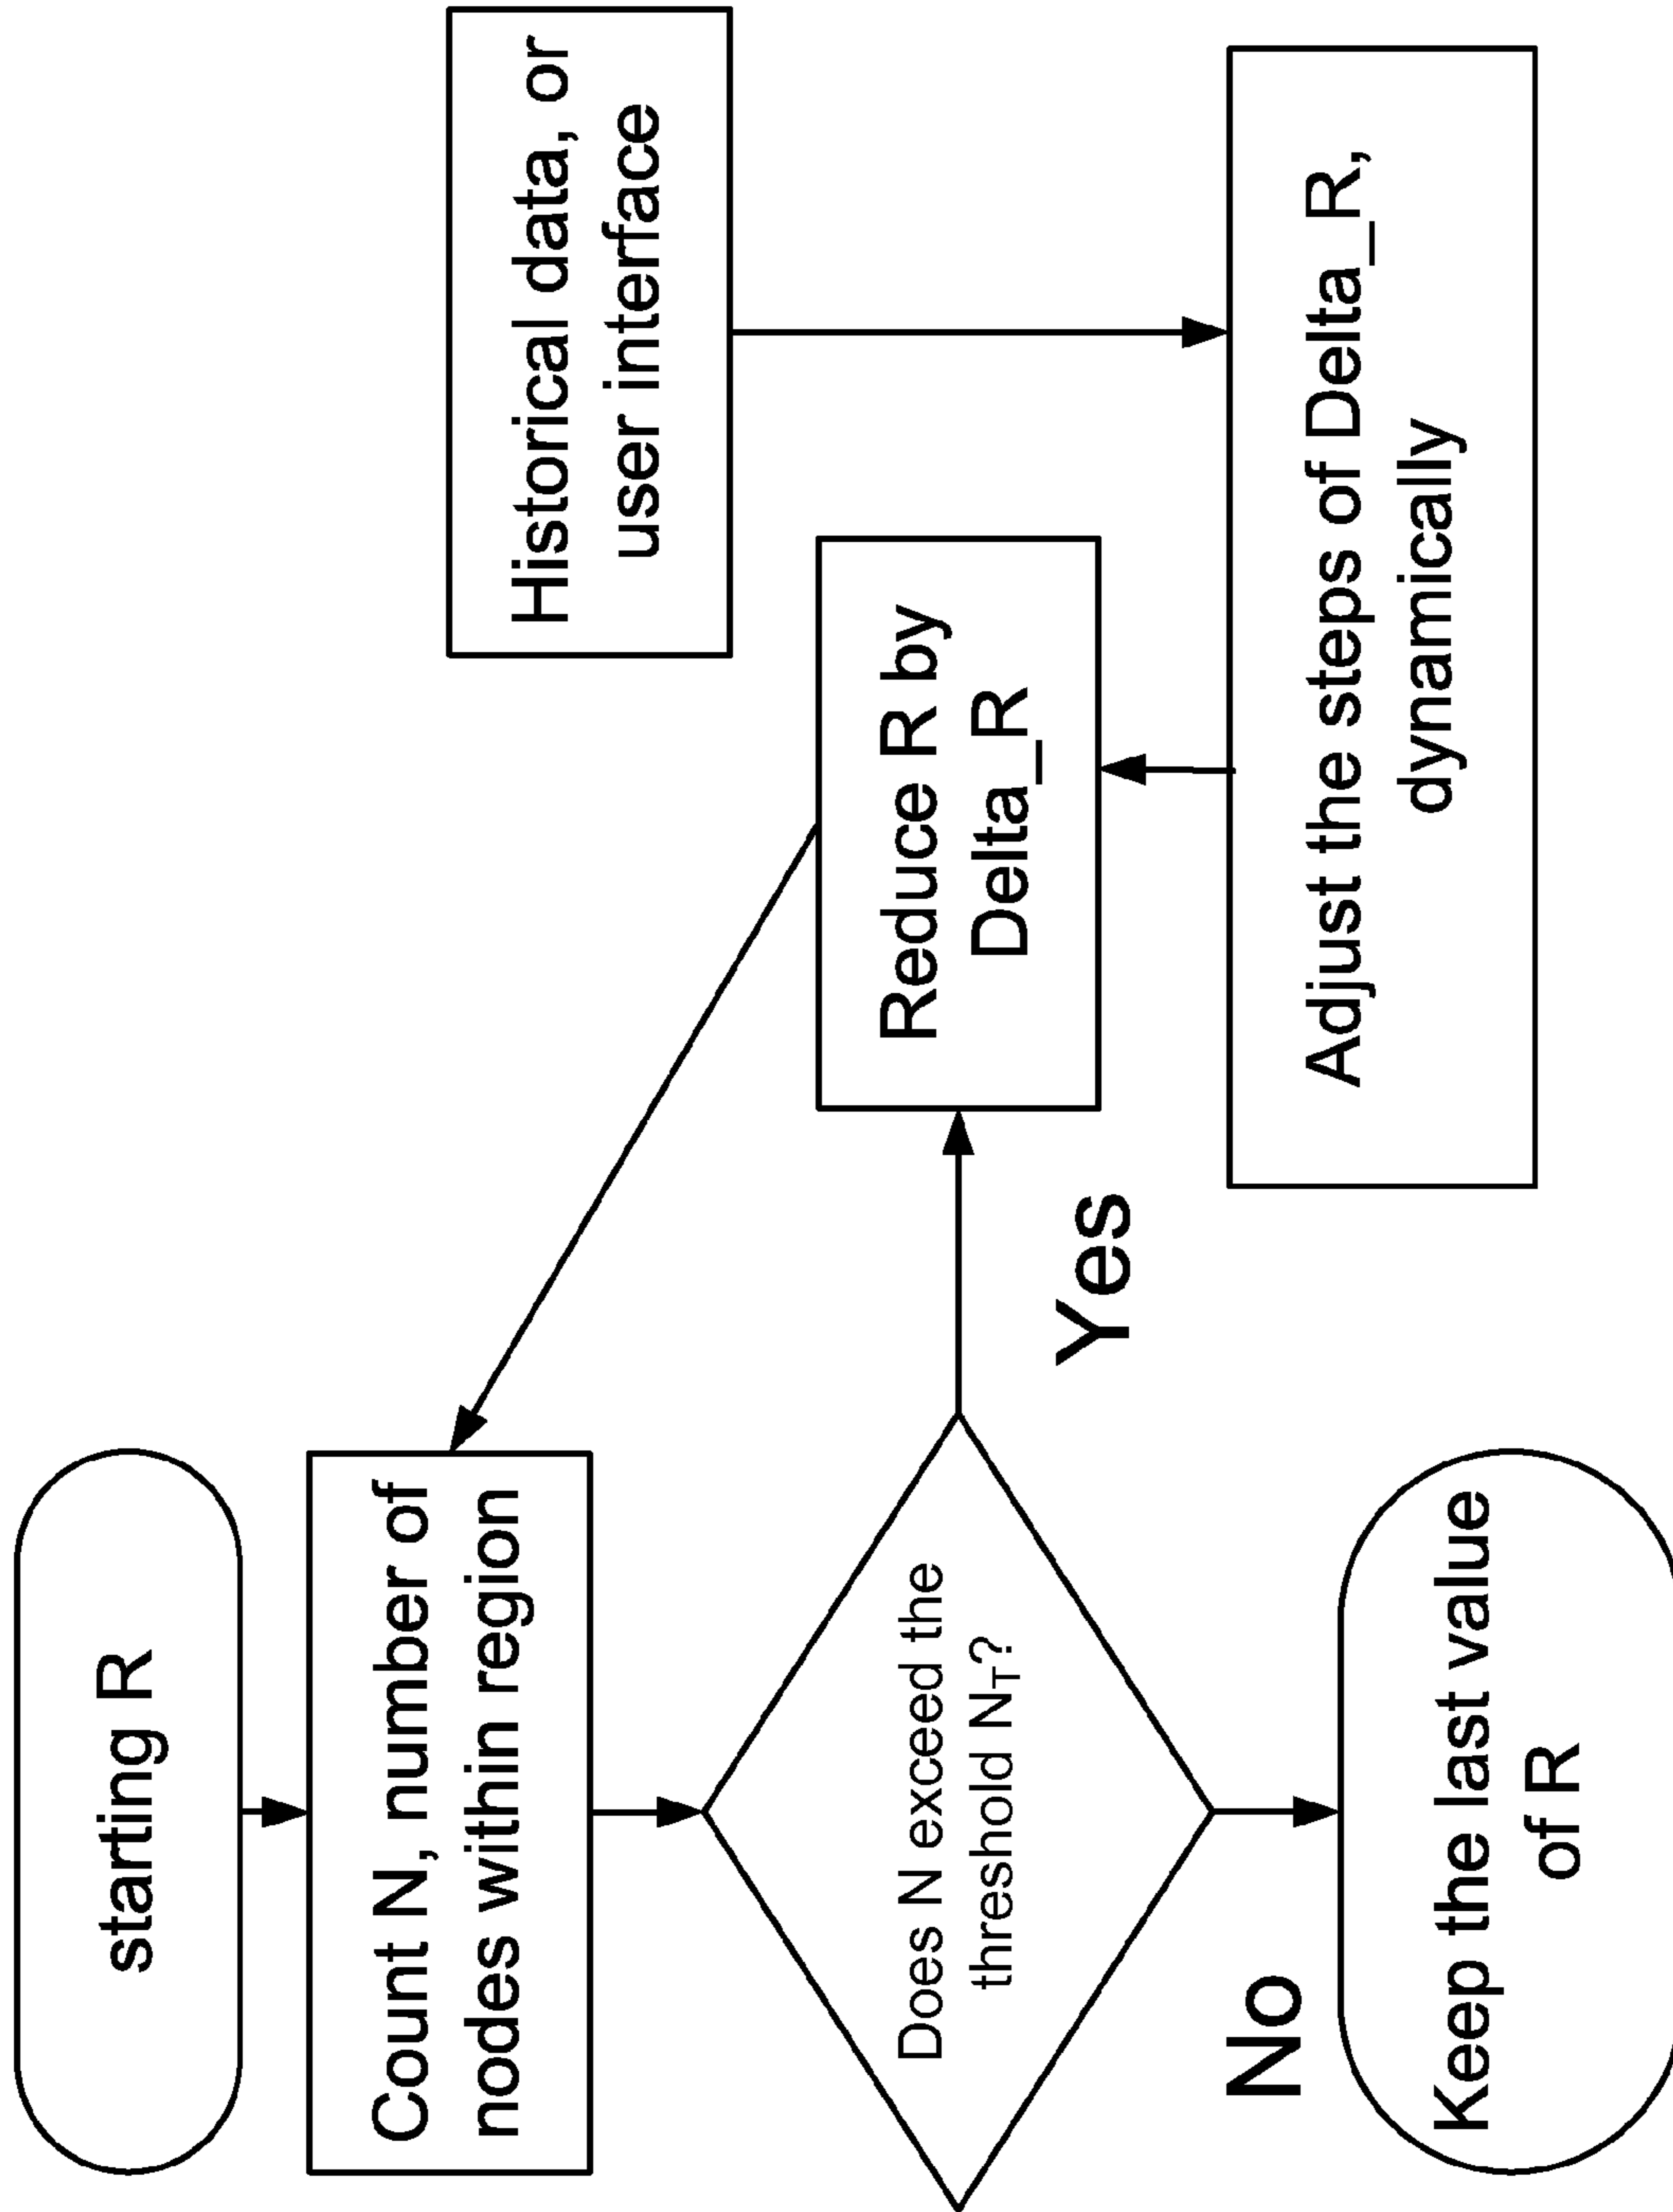 starting R
Count N, number of
nodes within region
Does N exceed the
threshold N_T?
Yes
No
Keep the last value
of R
Reduce R by
Delta_R
Historical data, or
user interface
Adjust the steps of Delta_R,
dynamically